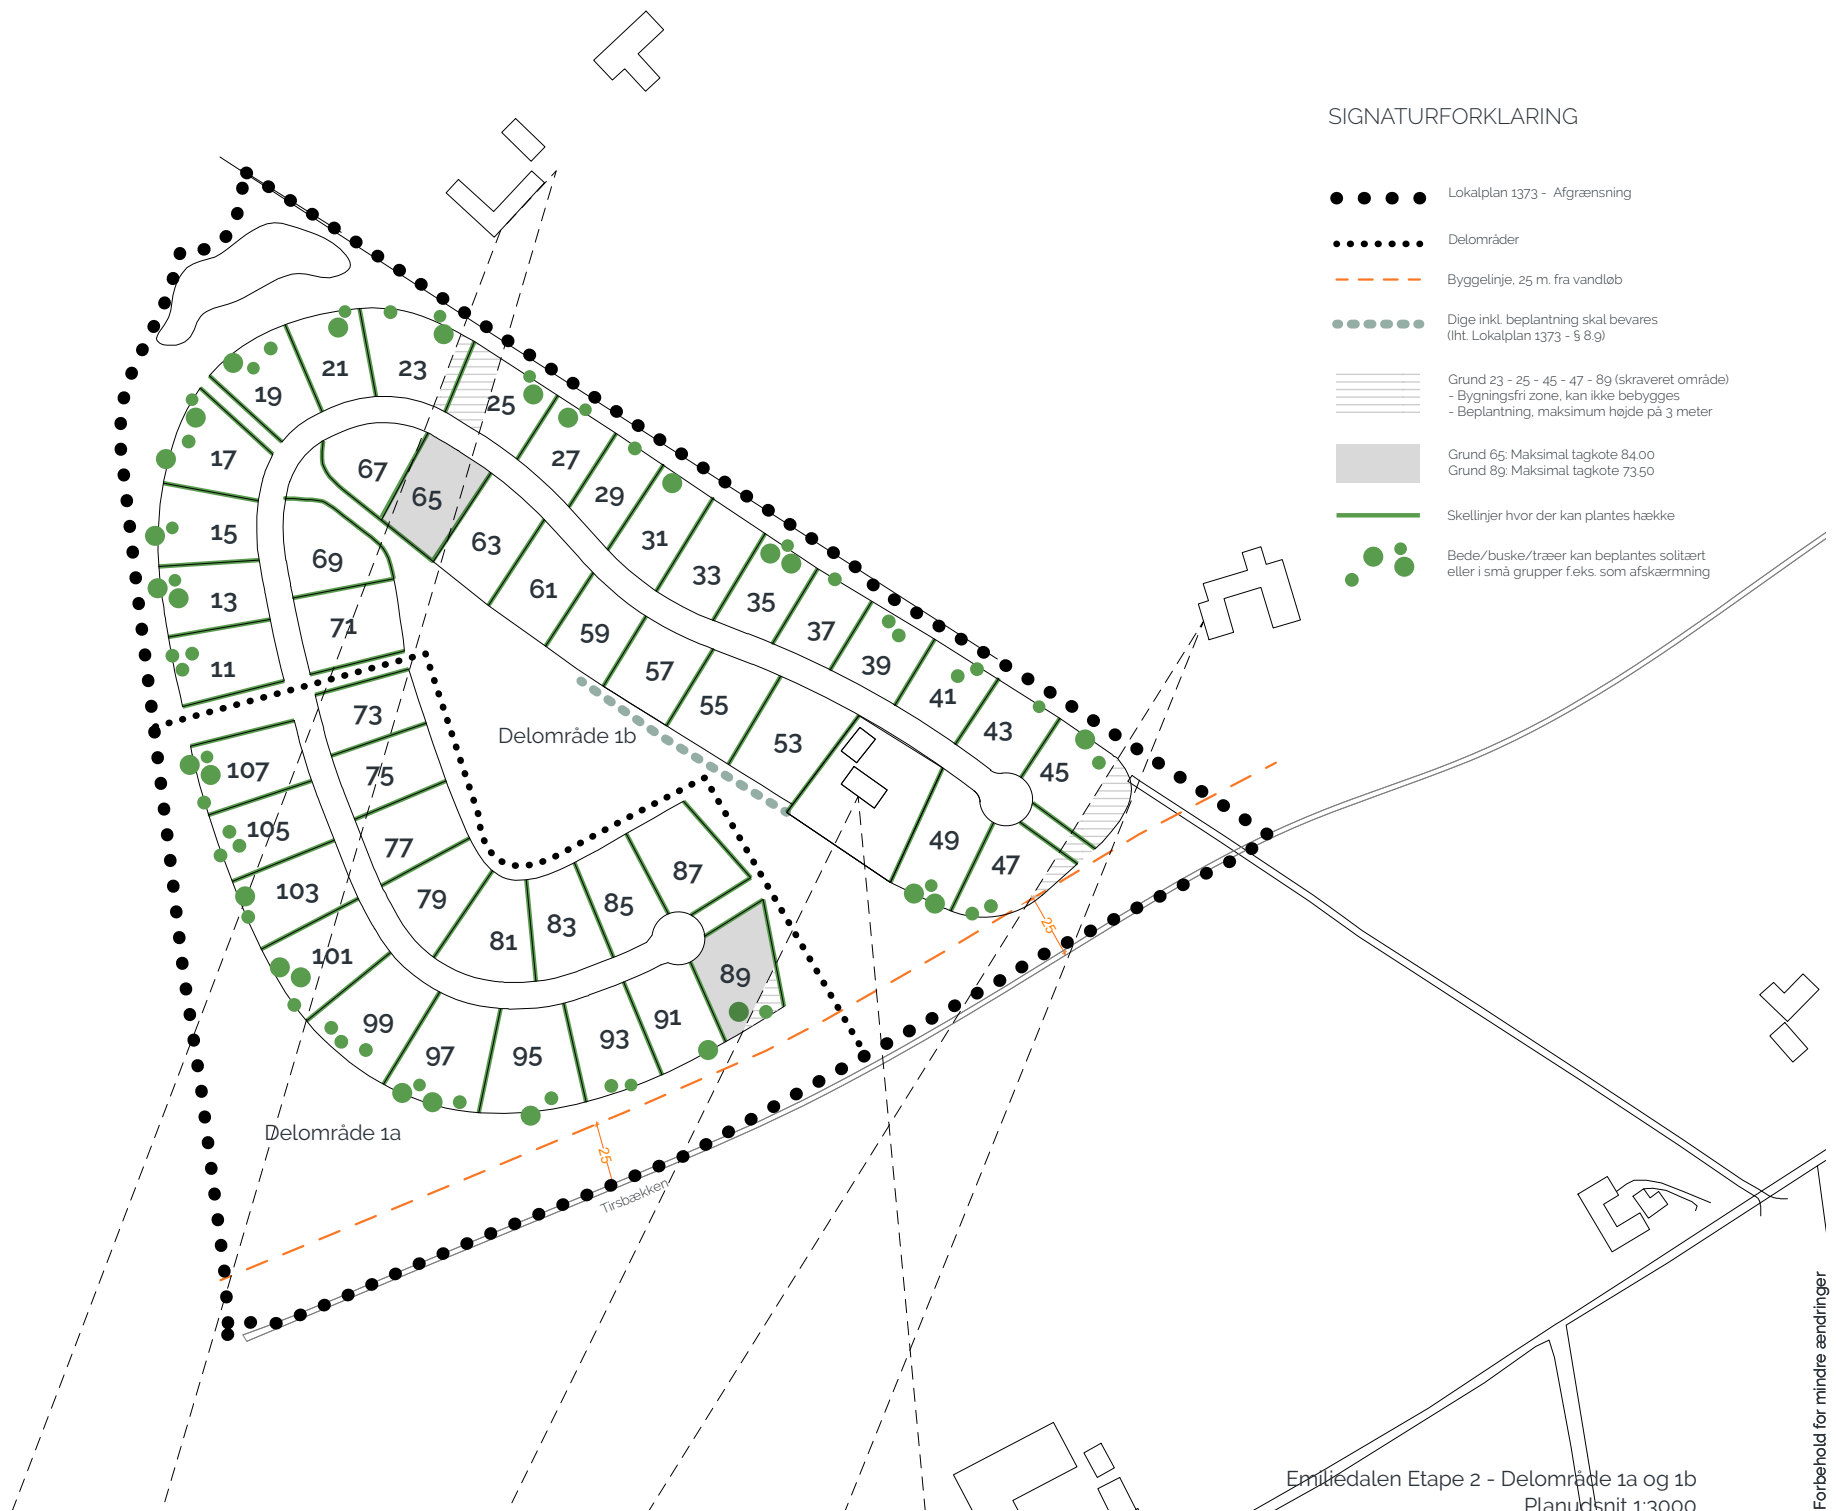 SIGNATURFORKLARING
Lokalplan 1373 - Afgrænsning
Delområder
Byggelinje, 25 m. fra vandløb
Dige inkl. beplantning skal bevares
(Iht. Lokalplan 1373 - § 8.9)
Grund 23 - 25 - 45 - 47 - 89 (skraveret område)
- Bygningsfri zone, kan ikke bebygges
- Beplantning, maksimum højde på 3 meter
Grund 65: Maksimal tagkote 84.00
Grund 89: Maksimal tagkote 73.50
Skellinjer hvor der kan plantes hække
Bede/buske/træer kan beplantes solitært
eller i små grupper f.eks. som afskærmning
21
23
19
25
17
67
27
65
29
15
63
31
69
33
61
13
35
59
37
71
57
39
11
41
55
73
43
Delområde 1b
53
45
107
75
105
49
77
47
87
103
79
85
83
81
101
89
25
91
99
93
97
95
Delområde 1a
25
Tirsbækken
Emiliedalen Etape 2 - Delområde 1a og 1b
Planudsnit 1:3000
Forbehold for mindre ændringer